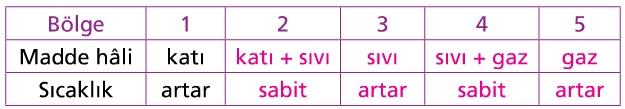 Bölge 1 2 3 4 5
Madde hâli katı katı + sıvı sıvı sıvı + gaz gaz
Sıcaklık artar sabit artar sabit artar